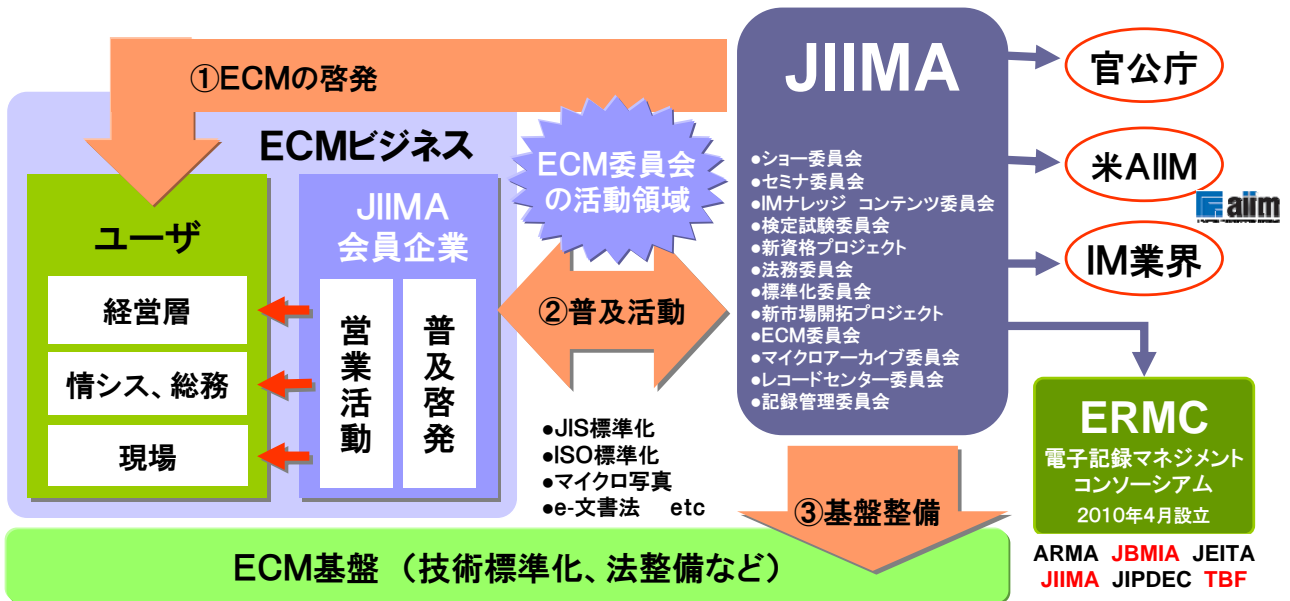 ①ECMの啓発
ECMビジネス
ユーザ
経営層
情シス、総務
現場
JIIMA
会員企業
営業活動
普及啓発
ECM委員会
の活動領域
②普及活動
●JIS標準化
●ISO標準化
●マイクロ写真
●e-文書法 etc
JIIMA
●ショー委員会
●セミナ委員会
●IMナレッジ コンテンツ委員会
●検定試験委員会
●新資格プロジェクト
●法務委員会
●標準化委員会
●新市場開拓プロジェクト
●ECM委員会
●マイクロアーカイブ委員会
●レコードセンター委員会
●記録管理委員会
③基盤整備
官公庁
米AIIM
aiim
IM業界
ERMC
電子記録マネジメント
コンソーシアム
2010年4月設立
ARMA JBMIA JEITA
JIIMA JIPDEC TBF
ECM基盤 (技術標準化、法整備など)